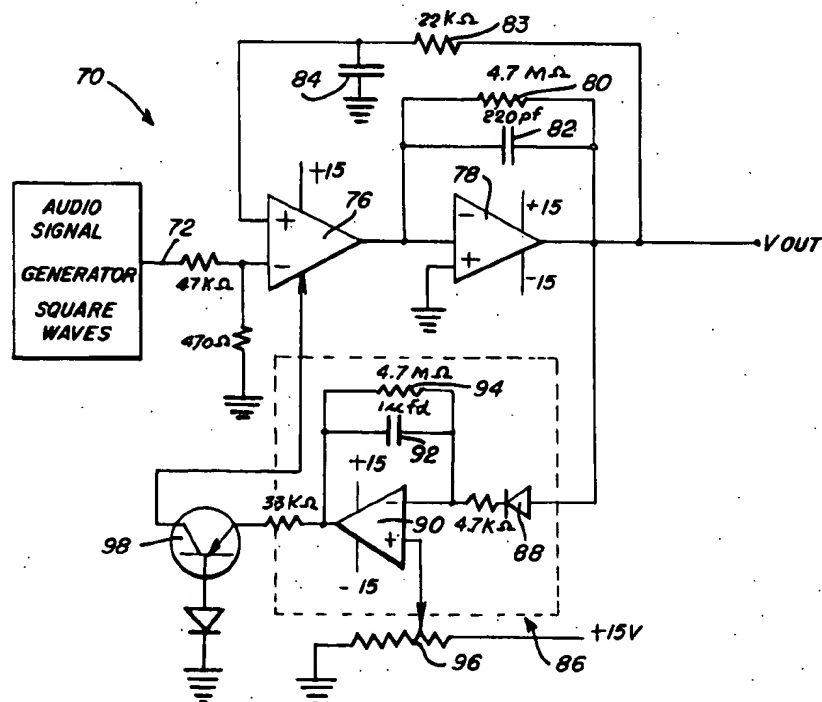 22KΩ
83
4.7 MΩ
80
84
220pf
82
70
+15
78
AUDIO
SIGNAL
GENERATOR
SQUARE
WAVES
72
76
+
-
-
+
+15
-15
V OUT
47KΩ
470Ω
4.7 MΩ
94
1µfd
92
+15
33KΩ
-
90
+
4.7KΩ
88
98
-15
+15V
96
86